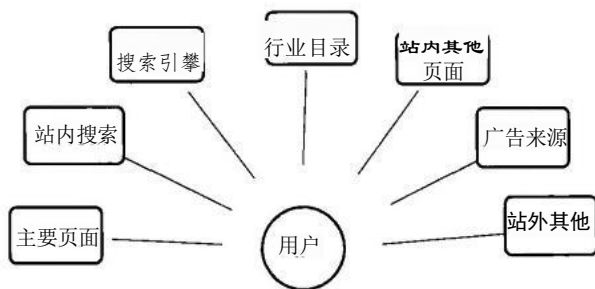 搜索引攀
行业目录
站内其他
页面
站内搜索
广告来源
主要页面
用户
站外其他